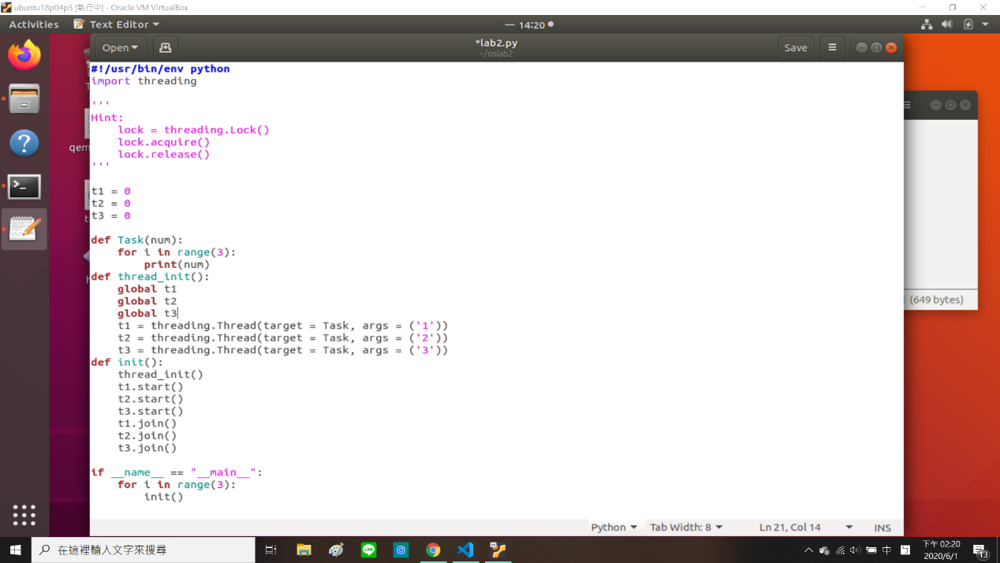 ubuntu18p04p3 [執行中] - Oracle VM VirtualBox
Activities Text Editor 14:20
Open *lab2.py Save
~/oslab2
#!/usr/bin/env python
import threading
'''
Hint:
    lock = threading.Lock()
    lock.acquire()
    lock.release()
'''
t1 = 0
t2 = 0
t3 = 0
def Task(num):
    for i in range(3):
        print(num)
def thread_init():
    global t1
    global t2
    global t3
    t1 = threading.Thread(target = Task, args = ('1'))
    t2 = threading.Thread(target = Task, args = ('2'))
    t3 = threading.Thread(target = Task, args = ('3'))
def init():
    thread_init()
    t1.start()
    t2.start()
    t3.start()
    t1.join()
    t2.join()
    t3.join()
if __name__ == "__main__":
    for i in range(3):
        init()
qem
(649 bytes)
Python Tab Width: 8 Ln 21, Col 14 INS
在這裡輸入文字來搜尋
LINE
中
下午 02:20
2020/6/1
13